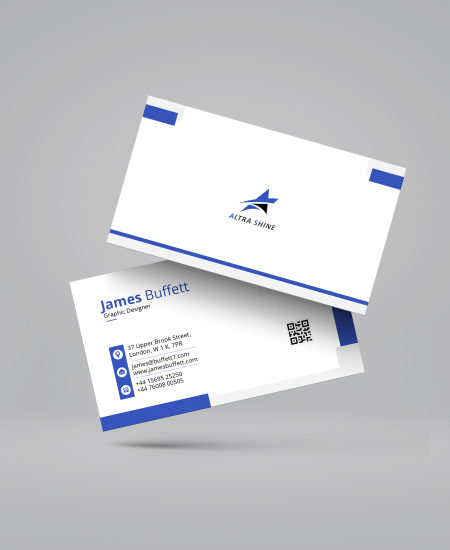 ALTRA SHINE
James Buffett
Graphic Designer
37 Upper Brook Street,
London, W 1 K, 7PR
james@buffett7.com
www.jamesbuffett.com
+44 15695 25250
+44 76008 00505